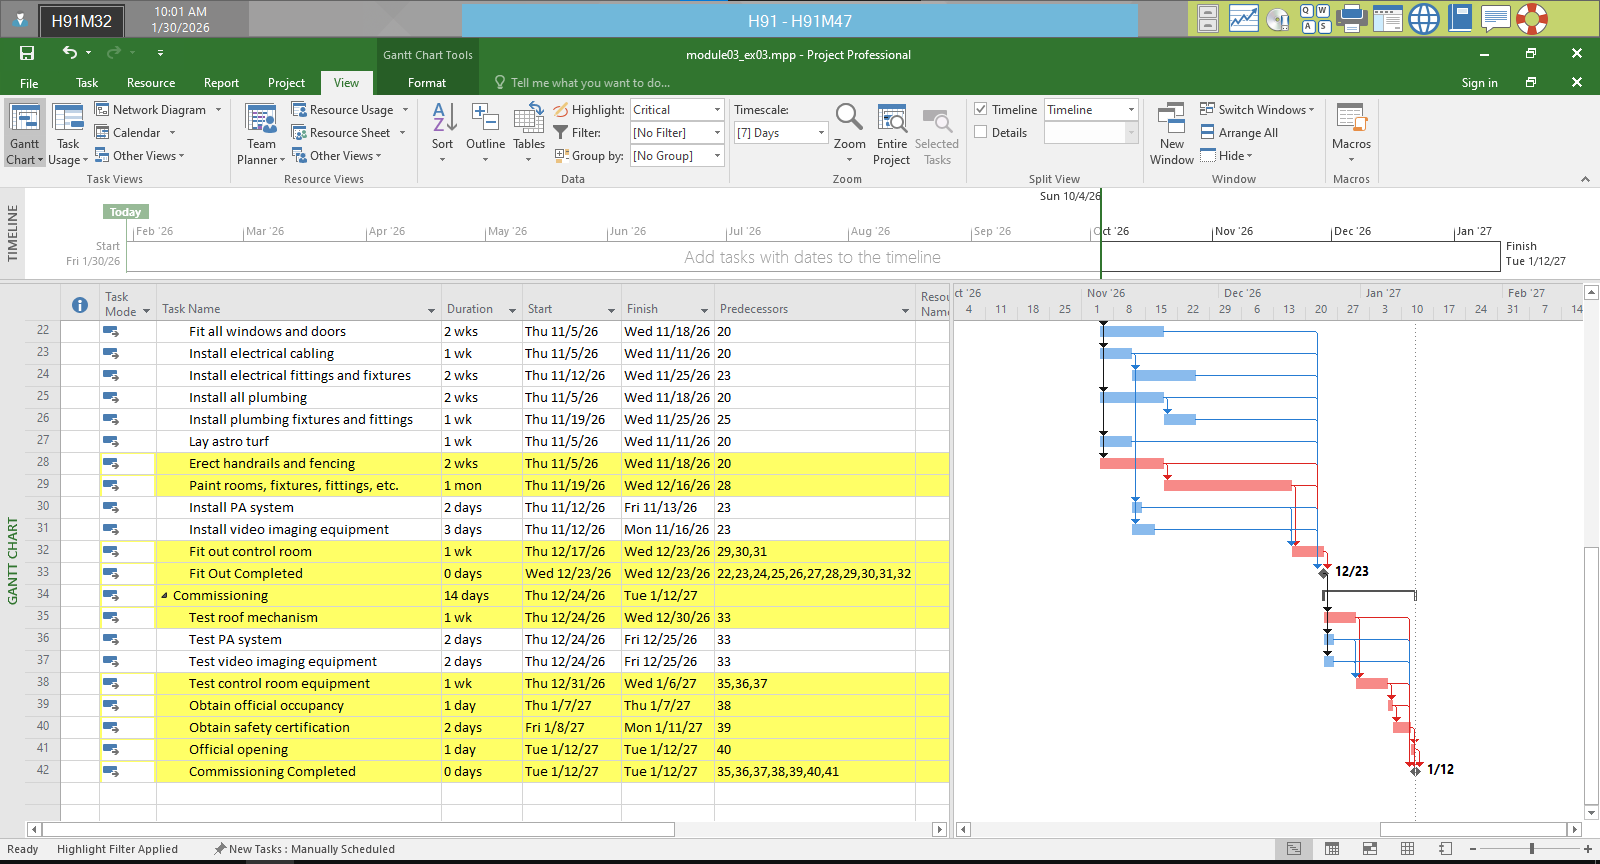 H91M32
10:01 AM
1/30/2026
H91 - H91M47
Q W
A S
Gantt Chart Tools
module03_ex03.mpp - Project Professional
File Task Resource Report Project View Format Tell me what you want to do... Sign in
Gantt Chart
Task Usage
Network Diagram
Calendar
Other Views
Task Views
Team Planner
Resource Usage
Resource Sheet
Other Views
Resource Views
A Z
Sort
Outline
Tables
Highlight: Critical
Filter: [No Filter]
Group by: [No Group]
Data
Timescale:
[7] Days
Zoom
Entire Project
Selected Tasks
Zoom
Timeline Timeline
Details
Split View
New Window
Switch Windows
Arrange All
Hide
Window
Macros
Macros
TIMELINE
Sun 10/4/26
Today
Feb '26 Mar '26 Apr '26 May '26 Jun '26 Jul '26 Aug '26 Sep '26 Oct '26 Nov '26 Dec '26 Jan '27
Start
Fri 1/30/26
Add tasks with dates to the timeline
Finish
Tue 1/12/27
GANTT CHART
Task Mode Task Name Duration Start Finish Predecessors Resou Nam
22 Fit all windows and doors 2 wks Thu 11/5/26 Wed 11/18/26 20
23 Install electrical cabling 1 wk Thu 11/5/26 Wed 11/11/26 20
24 Install electrical fittings and fixtures 2 wks Thu 11/12/26 Wed 11/25/26 23
25 Install all plumbing 2 wks Thu 11/5/26 Wed 11/18/26 20
26 Install plumbing fixtures and fittings 1 wk Thu 11/19/26 Wed 11/25/26 25
27 Lay astro turf 1 wk Thu 11/5/26 Wed 11/11/26 20
28 Erect handrails and fencing 2 wks Thu 11/5/26 Wed 11/18/26 20
29 Paint rooms, fixtures, fittings, etc. 1 mon Thu 11/19/26 Wed 12/16/26 28
30 Install PA system 2 days Thu 11/12/26 Fri 11/13/26 23
31 Install video imaging equipment 3 days Thu 11/12/26 Mon 11/16/26 23
32 Fit out control room 1 wk Thu 12/17/26 Wed 12/23/26 29,30,31
33 Fit Out Completed 0 days Wed 12/23/26 Wed 12/23/26 22,23,24,25,26,27,28,29,30,31,32
34 Commissioning 14 days Thu 12/24/26 Tue 1/12/27
35 Test roof mechanism 1 wk Thu 12/24/26 Wed 12/30/26 33
36 Test PA system 2 days Thu 12/24/26 Fri 12/25/26 33
37 Test video imaging equipment 2 days Thu 12/24/26 Fri 12/25/26 33
38 Test control room equipment 1 wk Thu 12/31/26 Wed 1/6/27 35,36,37
39 Obtain official occupancy 1 day Thu 1/7/27 Thu 1/7/27 38
40 Obtain safety certification 2 days Fri 1/8/27 Mon 1/11/27 39
41 Official opening 1 day Tue 1/12/27 Tue 1/12/27 40
42 Commissioning Completed 0 days Tue 1/12/27 Tue 1/12/27 35,36,37,38,39,40,41
ct '26 Nov '26 Dec '26 Jan '27 Feb '27
4 11 18 25 1 8 15 22 29 6 13 20 27 3 10 17 24 31 7 14
12/23
1/12
Ready Highlight Filter Applied New Tasks : Manually Scheduled